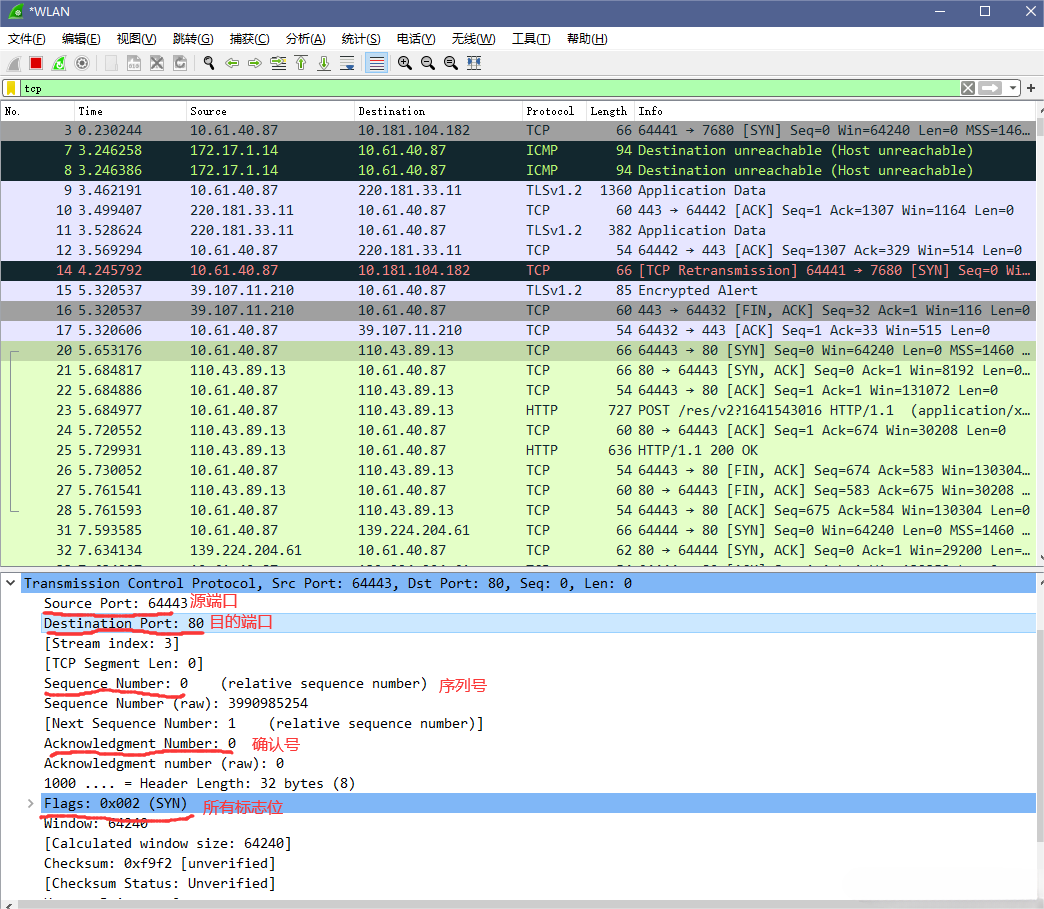 *WLAN
文件(F) 编辑(E) 视图(V) 跳转(G) 捕获(C) 分析(A) 统计(S) 电话(Y) 无线(W) 工具(T) 帮助(H)
tcp
No. Time Source Destination Protocol Length Info
3 0.230244 10.61.40.87 10.181.104.182 TCP 66 64441 → 7680 [SYN] Seq=0 Win=64240 Len=0 MSS=146…
7 3.246258 172.17.1.14 10.61.40.87 ICMP 94 Destination unreachable (Host unreachable)
8 3.246386 172.17.1.14 10.61.40.87 ICMP 94 Destination unreachable (Host unreachable)
9 3.462191 10.61.40.87 220.181.33.11 TLSv1.2 1360 Application Data
10 3.499407 220.181.33.11 10.61.40.87 TCP 60 443 → 64442 [ACK] Seq=1 Ack=1307 Win=1164 Len=0
11 3.528624 220.181.33.11 10.61.40.87 TLSv1.2 382 Application Data
12 3.569294 10.61.40.87 220.181.33.11 TCP 54 64442 → 443 [ACK] Seq=1307 Ack=329 Win=514 Len=0
14 4.245792 10.61.40.87 10.181.104.182 TCP 66 [TCP Retransmission] 64441 → 7680 [SYN] Seq=0 Wi…
15 5.320537 39.107.11.210 10.61.40.87 TLSv1.2 85 Encrypted Alert
16 5.320537 39.107.11.210 10.61.40.87 TCP 60 443 → 64432 [FIN, ACK] Seq=32 Ack=1 Win=116 Len=0
17 5.320606 10.61.40.87 39.107.11.210 TCP 54 64432 → 443 [ACK] Seq=1 Ack=33 Win=515 Len=0
20 5.653176 10.61.40.87 110.43.89.13 TCP 66 64443 → 80 [SYN] Seq=0 Win=64240 Len=0 MSS=1460 …
21 5.684817 110.43.89.13 10.61.40.87 TCP 66 80 → 64443 [SYN, ACK] Seq=0 Ack=1 Win=8192 Len=0…
22 5.684886 10.61.40.87 110.43.89.13 TCP 54 64443 → 80 [ACK] Seq=1 Ack=1 Win=131072 Len=0
23 5.684977 10.61.40.87 110.43.89.13 HTTP 727 POST /res/v2?1641543016 HTTP/1.1 (application/x…
24 5.720552 110.43.89.13 10.61.40.87 TCP 60 80 → 64443 [ACK] Seq=1 Ack=674 Win=30208 Len=0
25 5.729931 110.43.89.13 10.61.40.87 HTTP 636 HTTP/1.1 200 OK
26 5.730052 10.61.40.87 110.43.89.13 TCP 54 64443 → 80 [FIN, ACK] Seq=674 Ack=583 Win=130304…
27 5.761541 110.43.89.13 10.61.40.87 TCP 60 80 → 64443 [FIN, ACK] Seq=583 Ack=675 Win=30208 …
28 5.761593 10.61.40.87 110.43.89.13 TCP 54 64443 → 80 [ACK] Seq=675 Ack=584 Win=130304 Len=0
31 7.593585 10.61.40.87 139.224.204.61 TCP 66 64444 → 80 [SYN] Seq=0 Win=64240 Len=0 MSS=1460 …
32 7.634134 139.224.204.61 10.61.40.87 TCP 62 80 → 64444 [SYN, ACK] Seq=0 Ack=1 Win=29200 Len=…
Transmission Control Protocol, Src Port: 64443, Dst Port: 80, Seq: 0, Len: 0
Source Port: 64443 源端口
Destination Port: 80 目的端口
[Stream index: 3]
[TCP Segment Len: 0]
Sequence Number: 0 (relative sequence number) 序列号
Sequence Number (raw): 3990985254
[Next Sequence Number: 1 (relative sequence number)]
Acknowledgment Number: 0 确认号
Acknowledgment number (raw): 0
1000 .... = Header Length: 32 bytes (8)
Flags: 0x002 (SYN) 所有标志位
Window: 64240
[Calculated window size: 64240]
Checksum: 0xf9f2 [unverified]
[Checksum Status: Unverified]